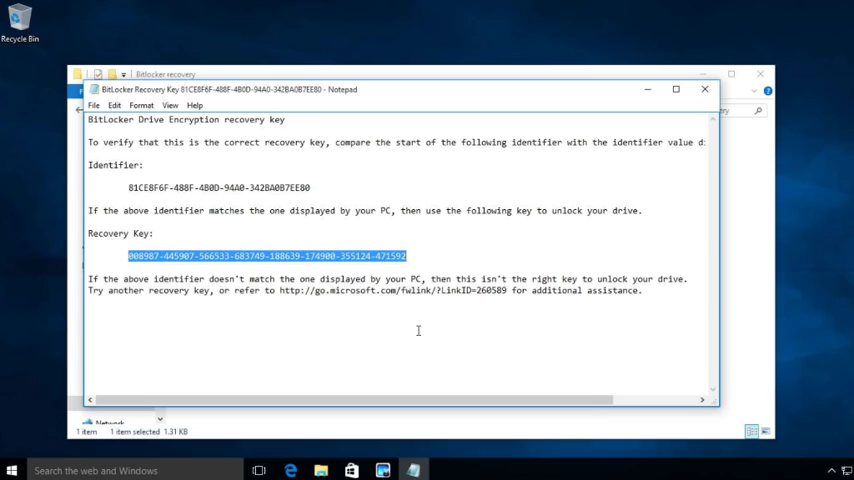 Recycle Bin
Bitlocker recovery
BitLocker Recovery Key 81CE8F6F-488F-4B0D-94A0-342BA0B7EE80 - Notepad
File Edit Format View Help
BitLocker Drive Encryption recovery key
To verify that this is the correct recovery key, compare the start of the following identifier with the identifier value d
Identifier:
81CE8F6F-488F-4B0D-94A0-342BA0B7EE80
If the above identifier matches the one displayed by your PC, then use the following key to unlock your drive.
Recovery Key:
008987-445907-566533-683749-188639-174900-355124-471592
If the above identifier doesn't match the one displayed by your PC, then this isn't the right key to unlock your drive.
Try another recovery key, or refer to http://go.microsoft.com/fwlink/?LinkID=260589 for additional assistance.
Network
1 item 1 item selected 1.31 KB
Search the web and Windows